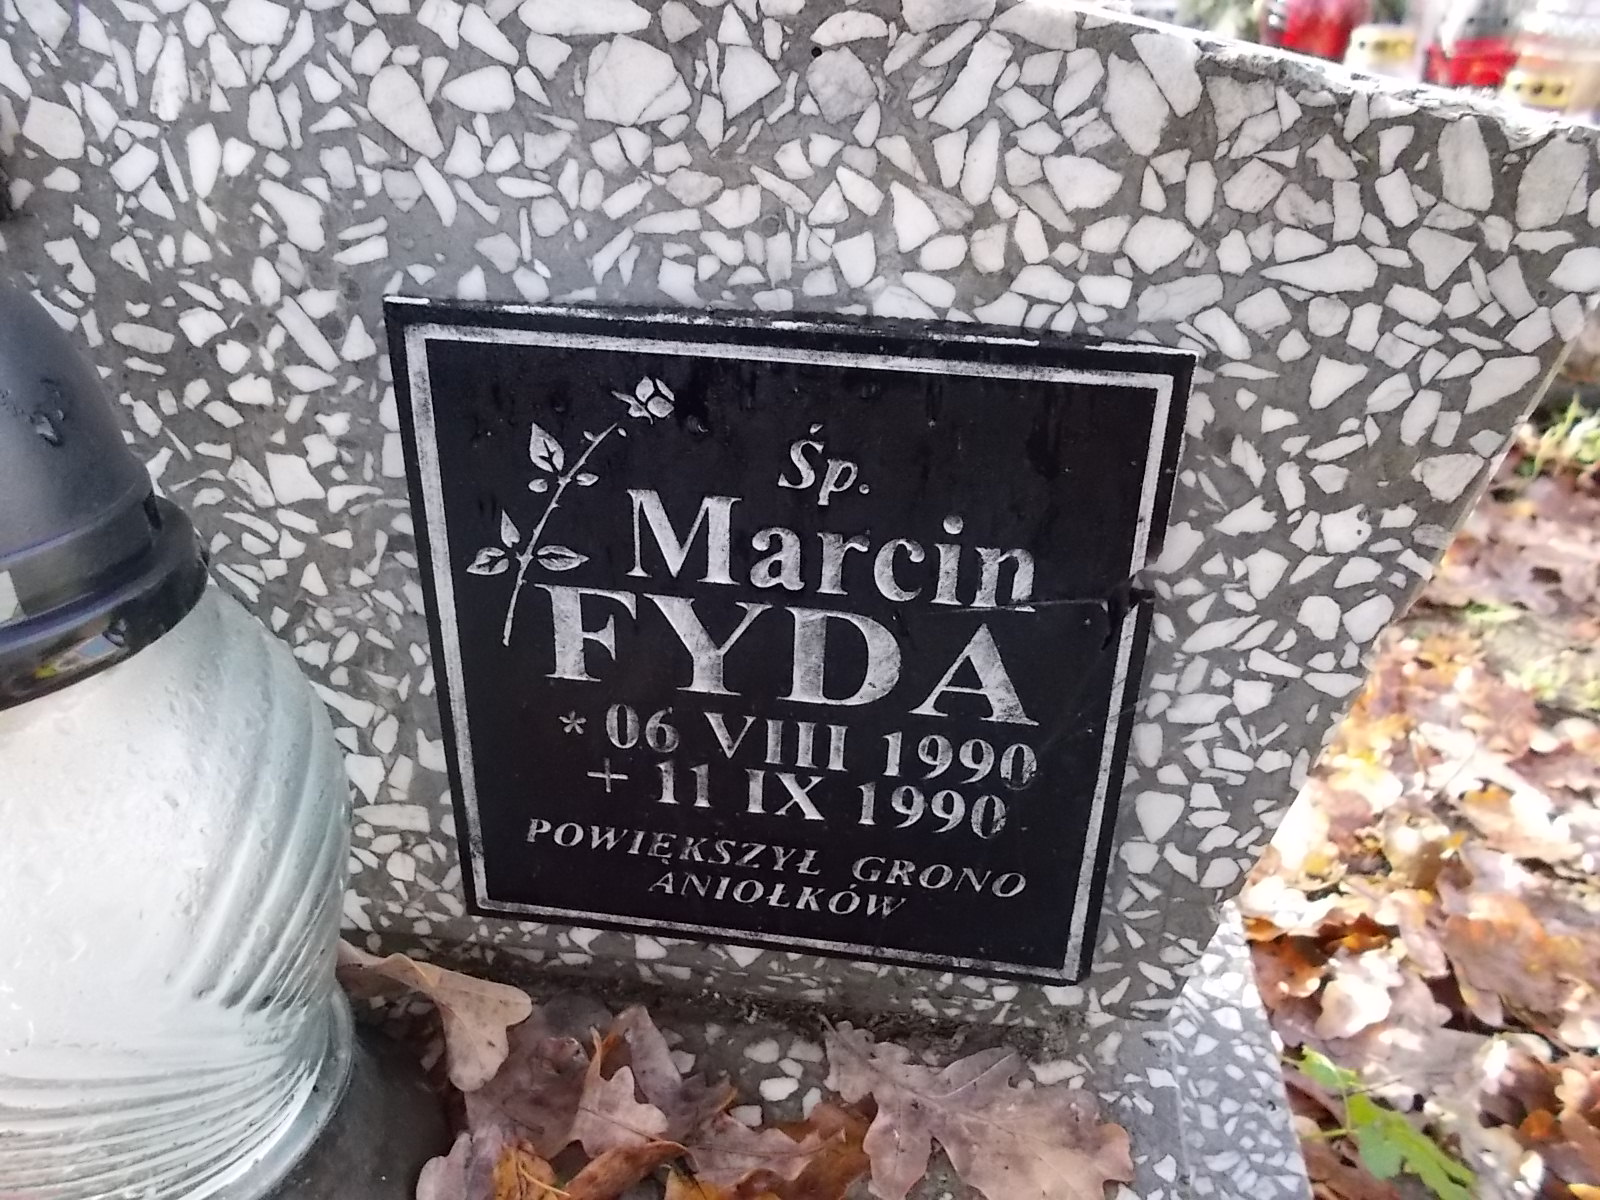 Śp.
Marcin
FYDA
* 06 VIII 1990
+ 11 IX 1990
POWIĘKSZYŁ GRONO
ANIOŁKÓW